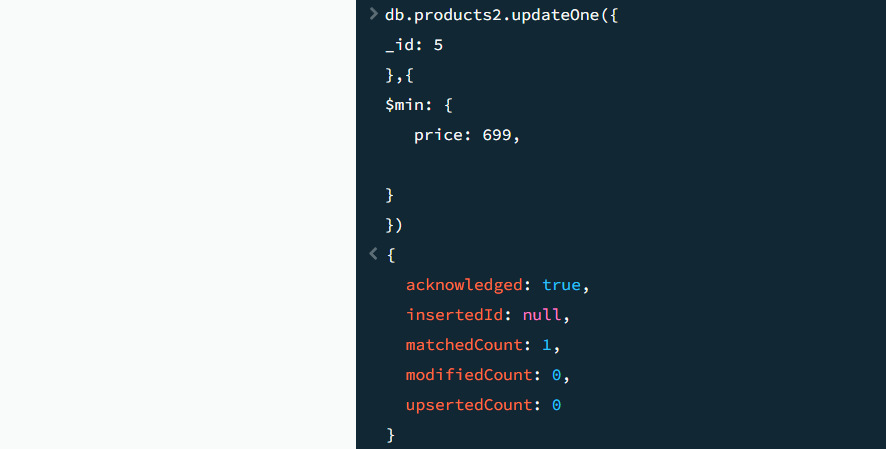 > db.products2.updateOne({
_id: 5
},{
$min: {
price: 699,
}
})
< {
acknowledged: true,
insertedId: null,
matchedCount: 1,
modifiedCount: 0,
upsertedCount: 0
}